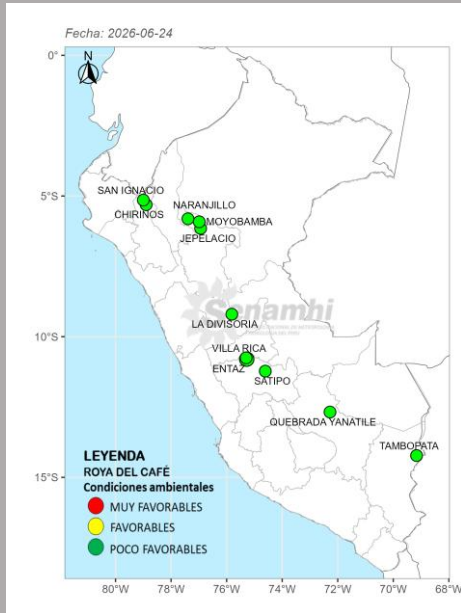 Fecha: 2026-06-24
N
0°
SAN IGNACIO
NARANJILLO
5°S
CHIRINOS
MOYOBAMBA
JEPELACIO
Senamhi
LA DIVISORIA
10°S
VILLA RICA
ENTAZ
SATIPO
QUEBRADA YANATILE
TAMBOPATA
LEYENDA
15°S
ROYA DEL CAFÉ
Condiciones ambientales
MUY FAVORABLES
FAVORABLES
POCO FAVORABLES
80°W 78°W 76°W 74°W 72°W 70°W 68°W